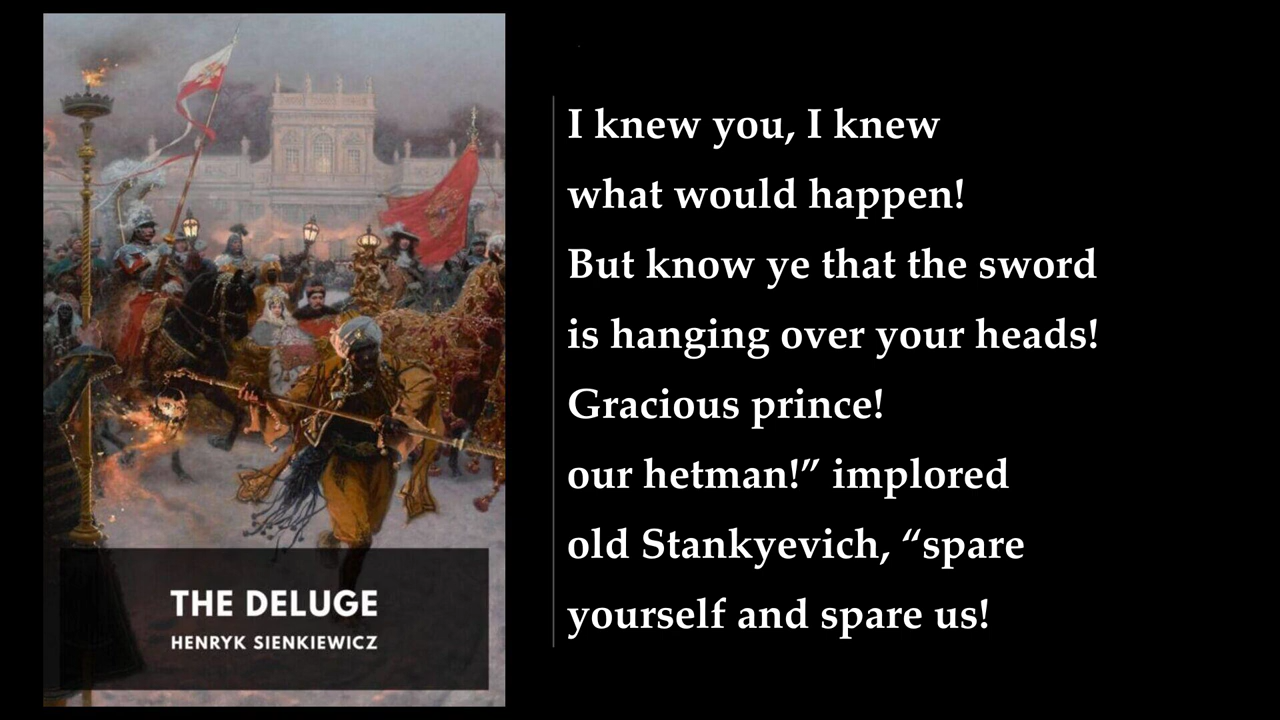 THE DELUGE
HENRYK SIENKIEWICZ
I knew you, I knew
what would happen!
But know ye that the sword
is hanging over your heads!
Gracious prince!
our hetman!” implored
old Stankyevich, “spare
yourself and spare us!